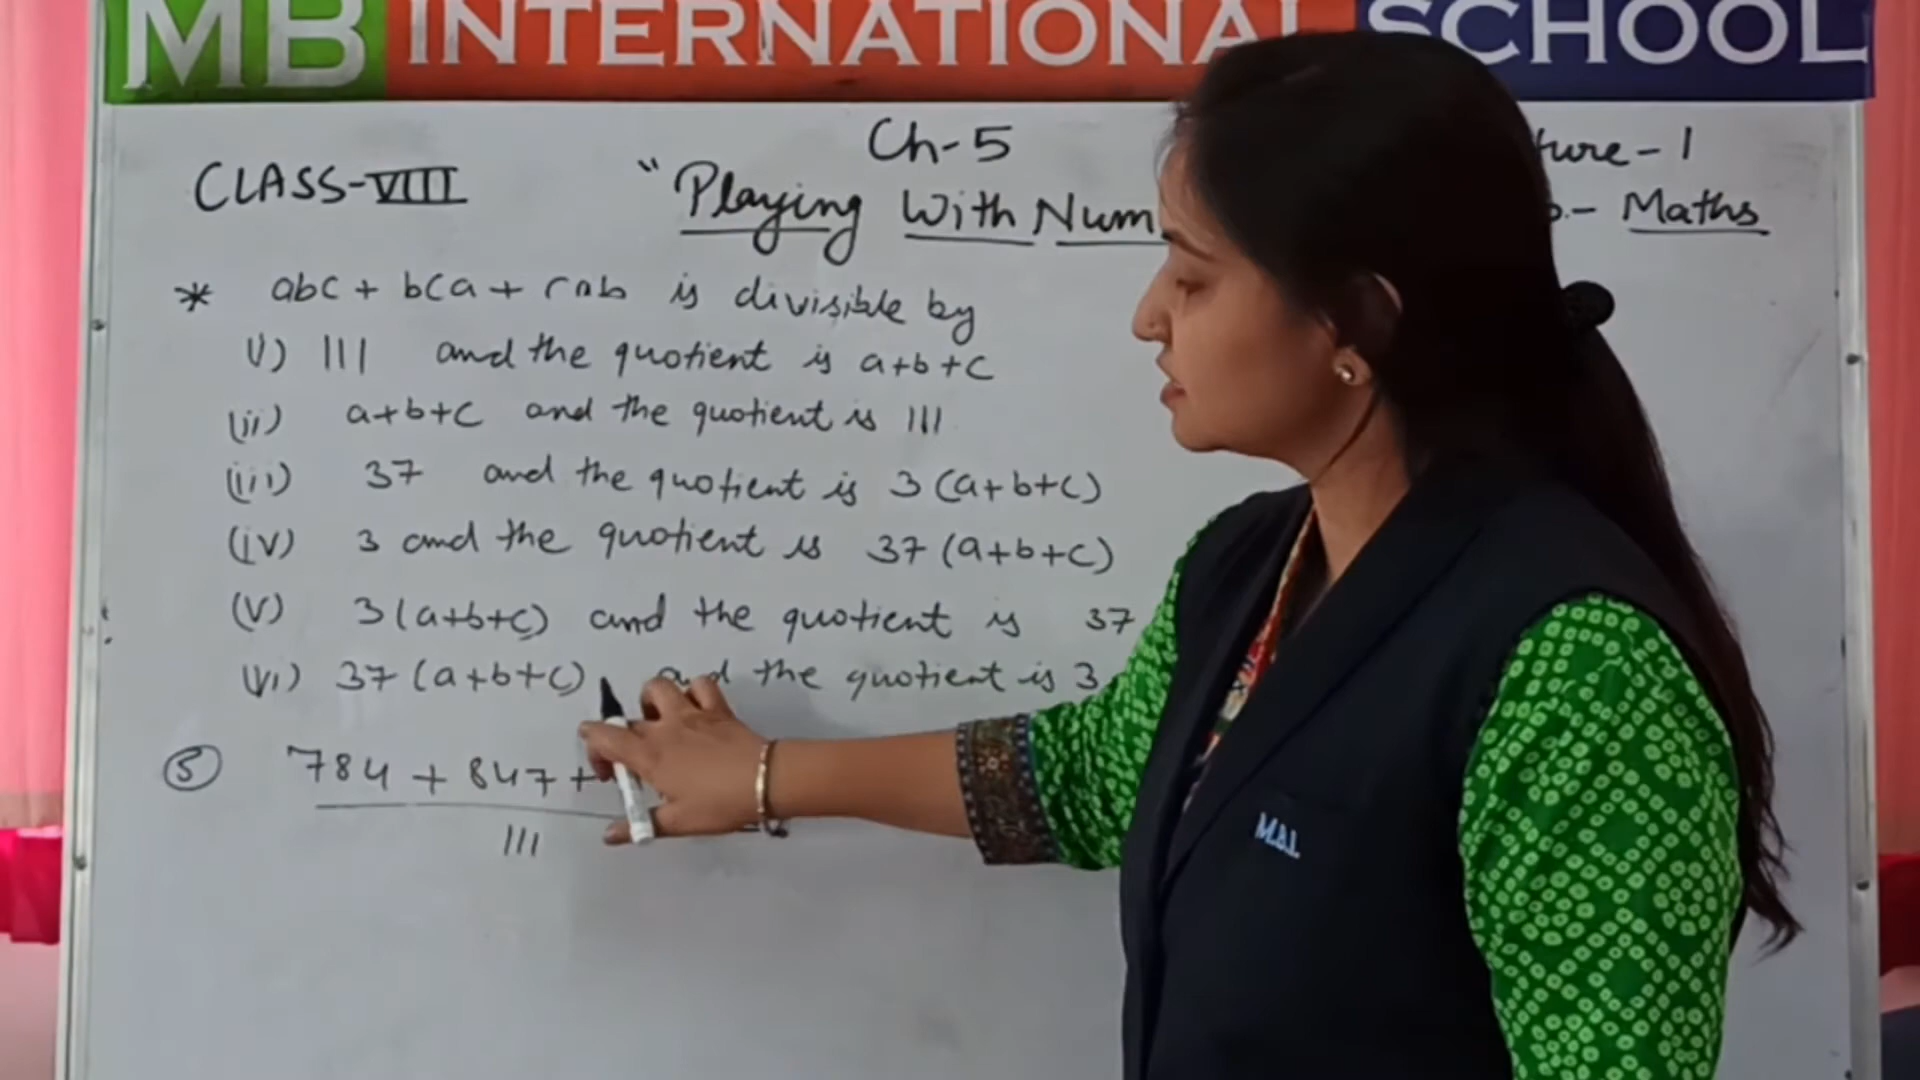 MB INTERNATIONAL SCHOOL
Ch-5
CLASS-VIII "Playing With Num ture-1
- Maths
* abc + bca + cab is divisible by
(i) 111 and the quotient is a+b+c
(ii) a+b+c and the quotient is 111
(iii) 37 and the quotient is 3(a+b+c)
(iv) 3 and the quotient is 37(a+b+c)
(v) 3(a+b+c) and the quotient is 37
(vi) 37(a+b+c) and the quotient is 3
⑤ 784 + 847 +
111
M.B.I.